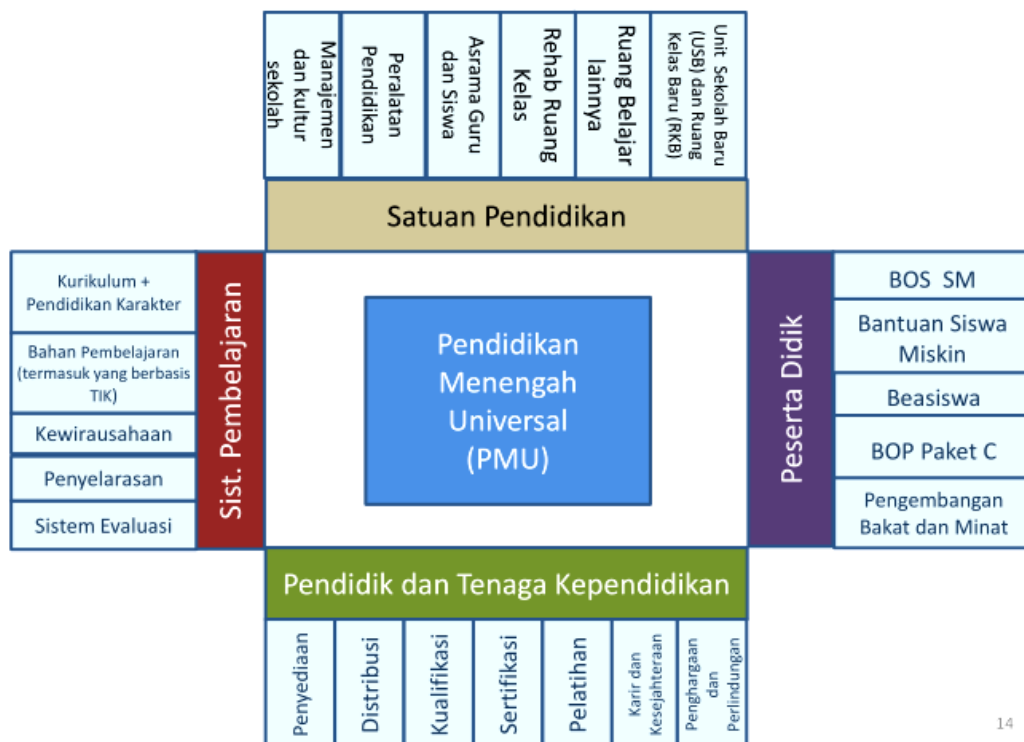 Manajemen
dan kultur
sekolah
Peralatan
Pendidikan
Asrama Guru
dan Siswa
Rehab Ruang
Kelas
Ruang Belajar
lainnya
Unit Sekolah Baru
(USB) dan Ruang
Kelas Baru (RKB)
Satuan Pendidikan
Kurikulum +
Pendidikan Karakter
Bahan Pembelajaran
(termasuk yang berbasis
TIK)
Kewirausahaan
Penyelarasan
Sistem Evaluasi
Sist. Pembelajaran
Pendidikan
Menengah
Universal
(PMU)
Peserta Didik
BOS SM
Bantuan Siswa
Miskin
Beasiswa
BOP Paket C
Pengembangan
Bakat dan Minat
Pendidik dan Tenaga Kependidikan
Penyediaan
Distribusi
Kualifikasi
Sertifikasi
Pelatihan
Karir dan
Kesejahteraan
Penghargaan
dan
Perlindungan
14